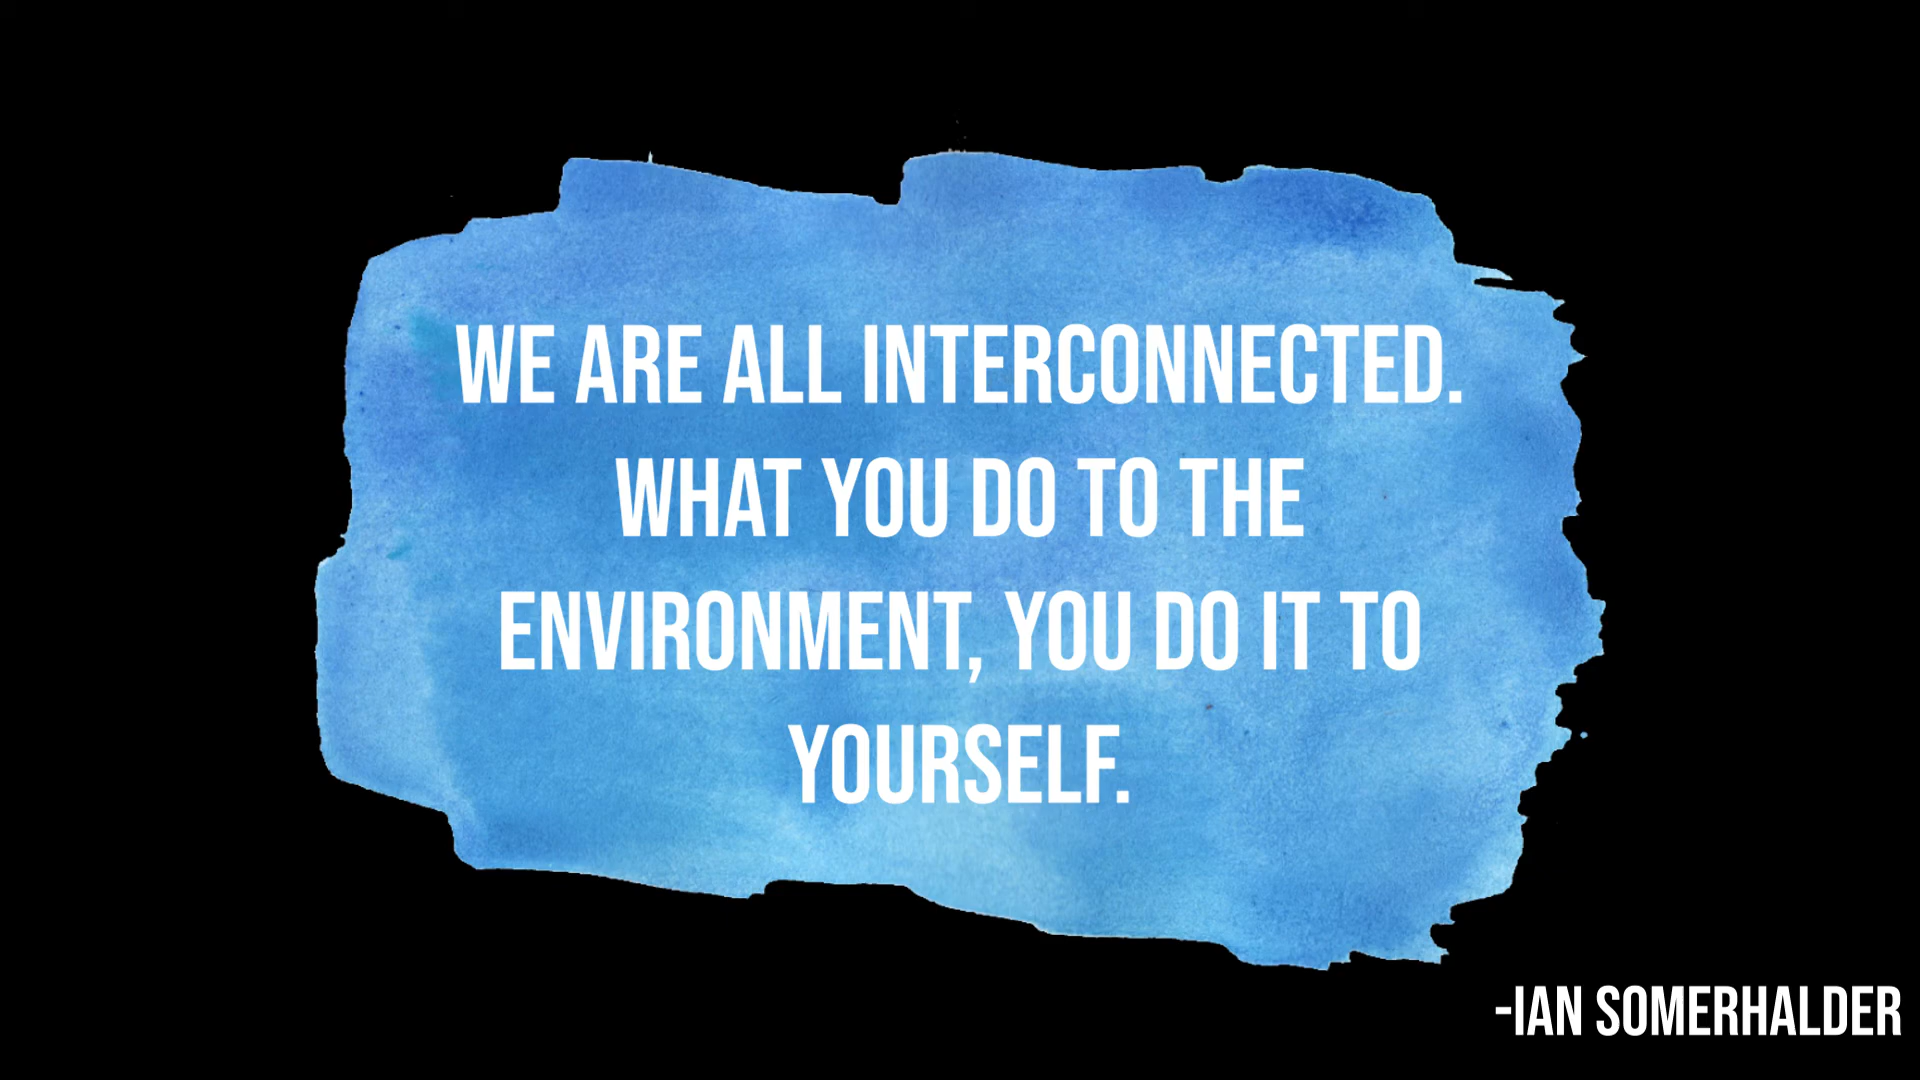 WE ARE ALL INTERCONNECTED.
WHAT YOU DO TO THE
ENVIRONMENT, YOU DO IT TO
YOURSELF.
-IAN SOMERHALDER